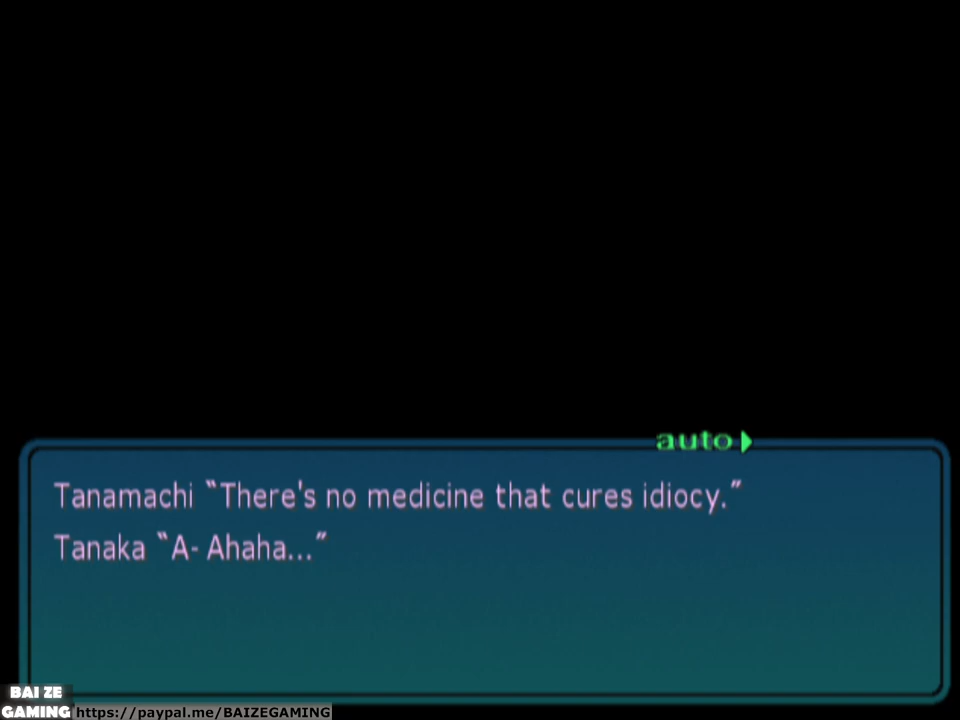 auto
Tanamachi “There's no medicine that cures idiocy.”
Tanaka “A- Ahaha...”
BAI ZE
GAMING https://paypal.me/BAIZEGAMING